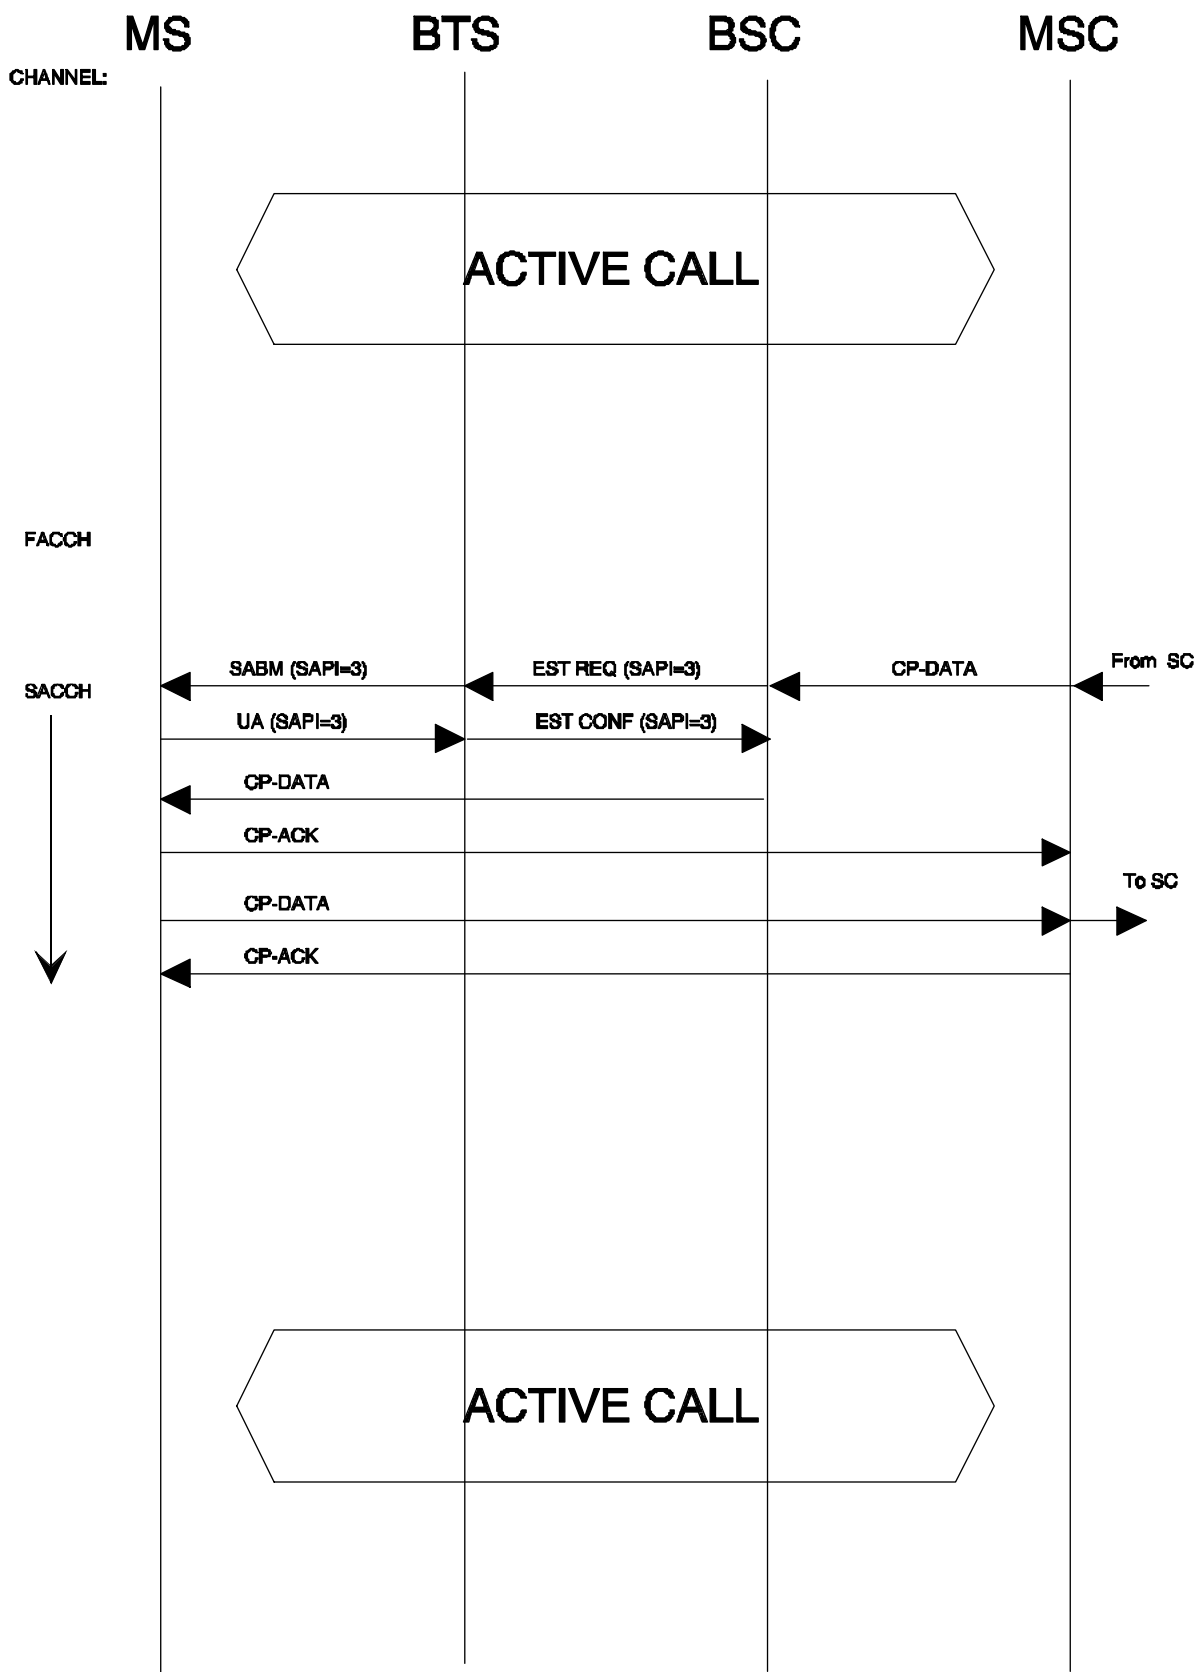 MS BTS BSC MSC
CHANNEL:
ACTIVE CALL
FACCH
SABM (SAPI=3) EST REQ (SAPI=3) CP-DATA From SC
SACCH
UA (SAPI=3) EST CONF (SAPI=3)
CP-DATA
CP-ACK
To SC
CP-DATA
CP-ACK
ACTIVE CALL